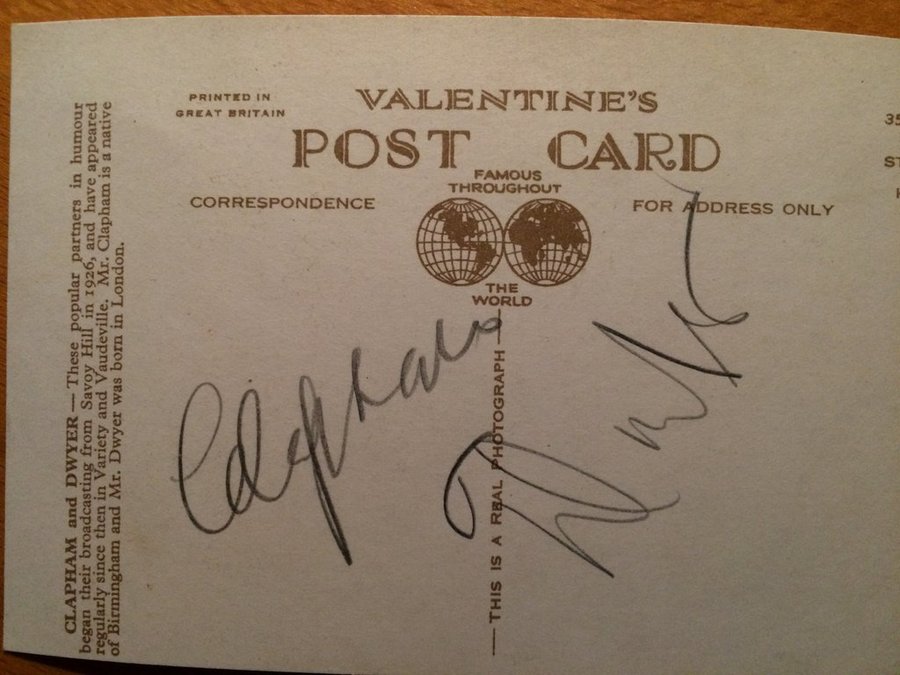 CLAPHAM and DWYER — These popular partners in humour
began their broadcasting from Savoy Hill in 1926, and have appeared
regularly since then in Variety and Vaudeville. Mr. Clapham is a native
of Birmingham and Mr. Dwyer was born in London.
PRINTED IN
GREAT BRITAIN
VALENTINE'S
POST CARD
FAMOUS
THROUGHOUT
THE
WORLD
CORRESPONDENCE
FOR ADDRESS ONLY
THIS IS A REAL PHOTOGRAPH
Clapham